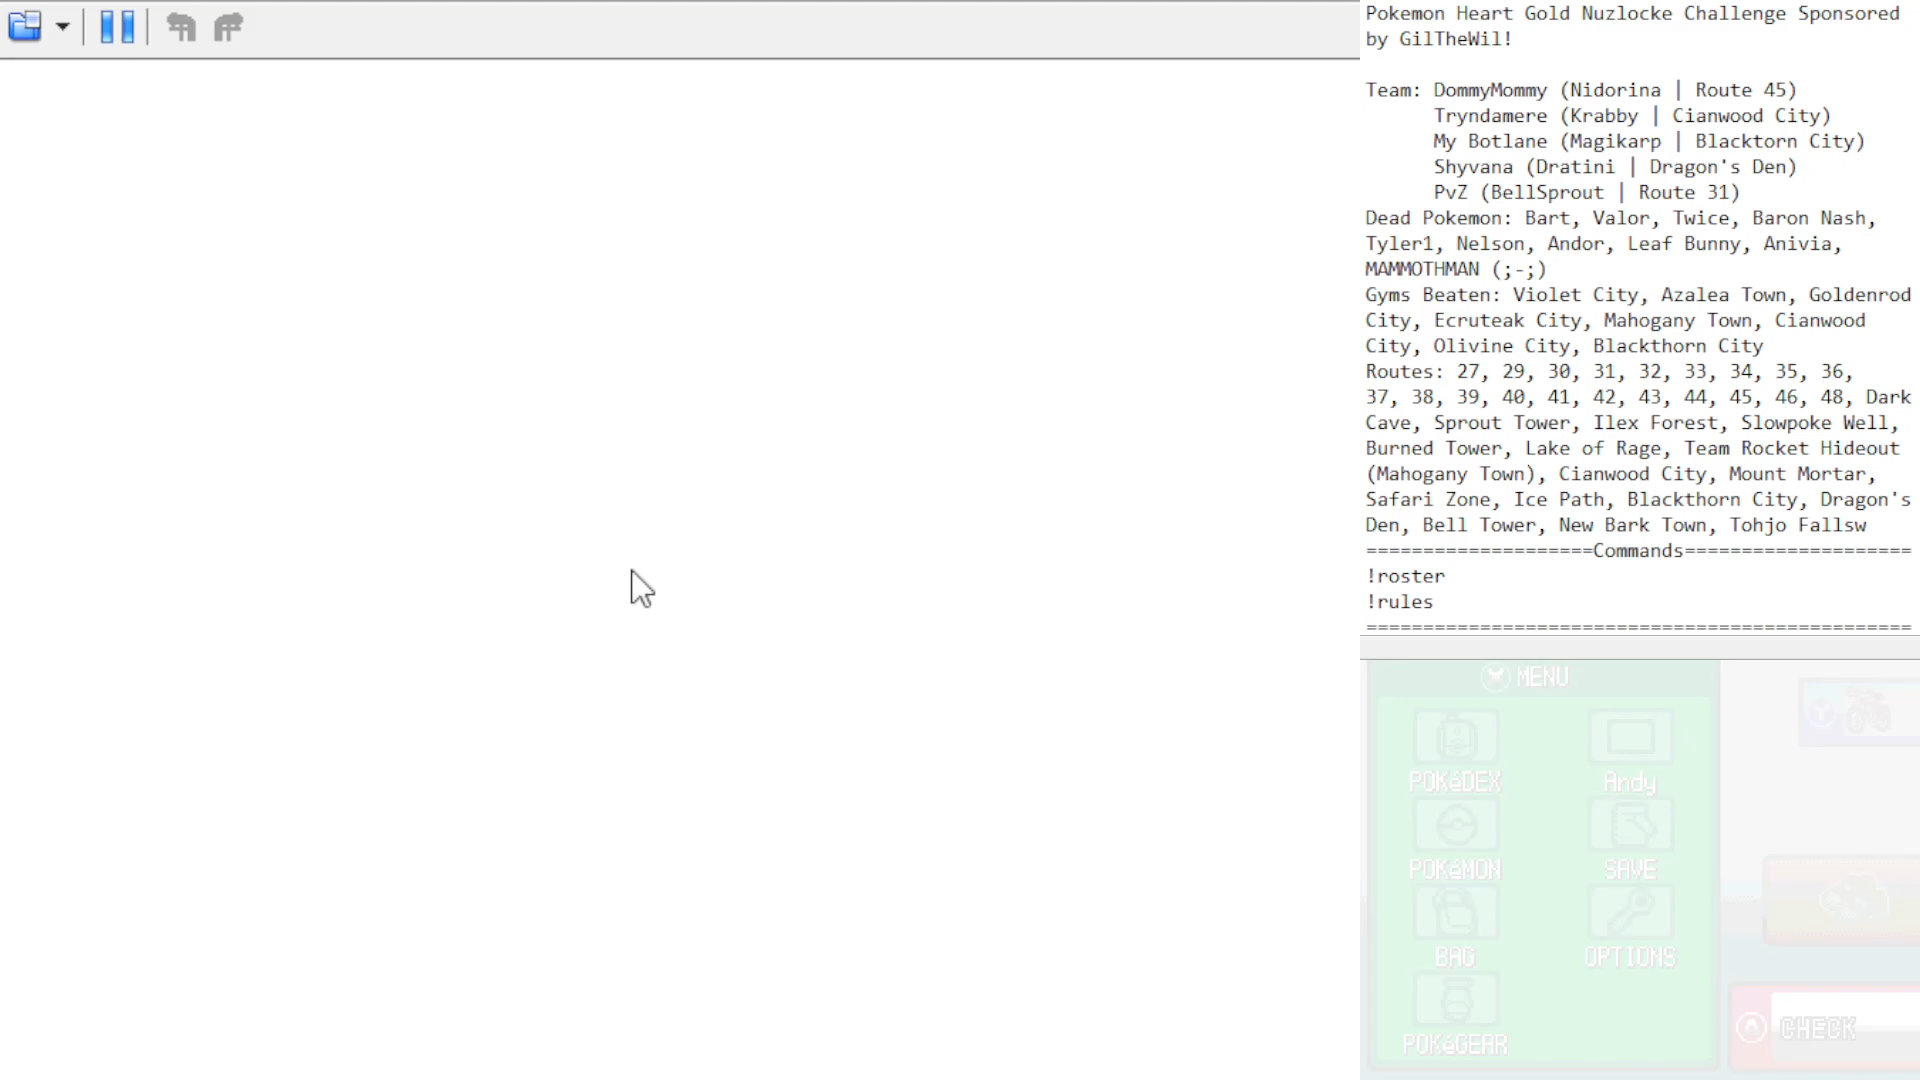 Pokemon Heart Gold Nuzlocke Challenge Sponsored
by GilTheWil!
Team: DommyMommy (Nidorina | Route 45)
Tryndamere (Krabby | Cianwood City)
My Botlane (Magikarp | Blacktorn City)
Shyvana (Dratini | Dragon's Den)
PvZ (BellSprout | Route 31)
Dead Pokemon: Bart, Valor, Twice, Baron Nash,
Tyler1, Nelson, Andor, Leaf Bunny, Anivia,
MAMMOTHMAN (;-;)
Gyms Beaten: Violet City, Azalea Town, Goldenrod
City, Ecruteak City, Mahogany Town, Cianwood
City, Olivine City, Blackthorn City
Routes: 27, 29, 30, 31, 32, 33, 34, 35, 36,
37, 38, 39, 40, 41, 42, 43, 44, 45, 46, 48, Dark
Cave, Sprout Tower, Ilex Forest, Slowpoke Well,
Burned Tower, Lake of Rage, Team Rocket Hideout
(Mahogany Town), Cianwood City, Mount Mortar,
Safari Zone, Ice Path, Blackthorn City, Dragon's
Den, Bell Tower, New Bark Town, Tohjo Fallsw
====================Commands====================
!roster
!rules
================================================
MENU
POKéDEX
Andy
POKéMON
SAVE
BAG
OPTIONS
POKéGEAR
Y
A CHECK